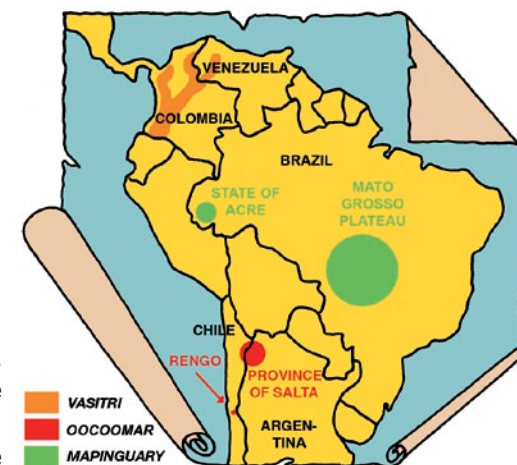 VENEZUELA
COLOMBIA
BRAZIL
STATE OF
ACRE
MATO
GROSSO
PLATEAU
CHILE
RENGO
PROVINCE
OF SALTA
ARGEN-
TINA
VASITRI
OOCOOMAR
MAPINGUARY